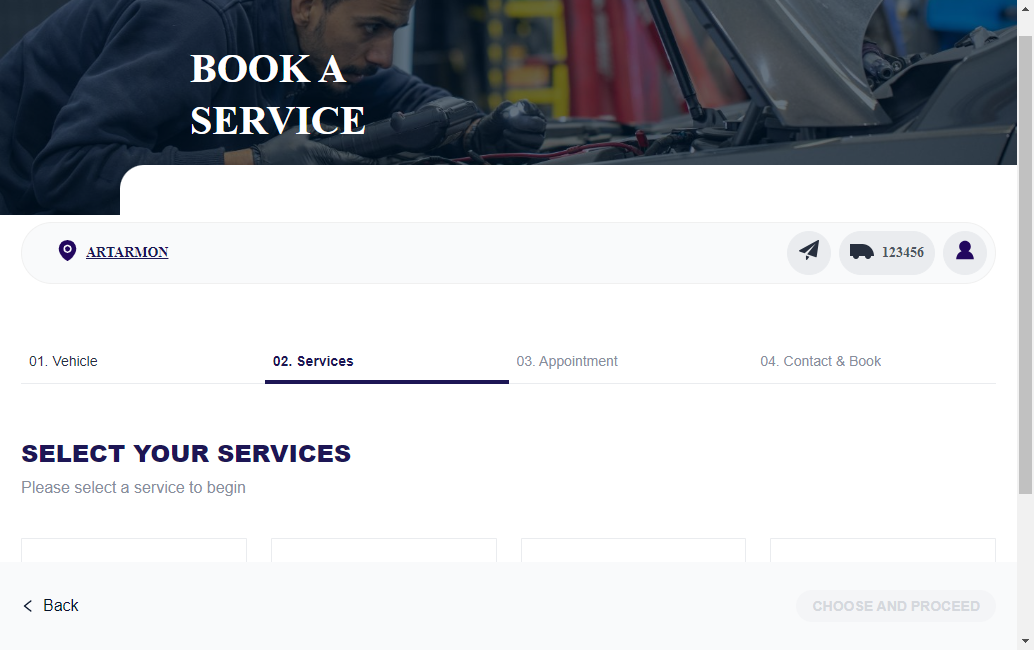 BOOK A
SERVICE
ARTARMON
123456
01. Vehicle
02. Services
03. Appointment
04. Contact & Book
SELECT YOUR SERVICES
Please select a service to begin
Back
CHOOSE AND PROCEED